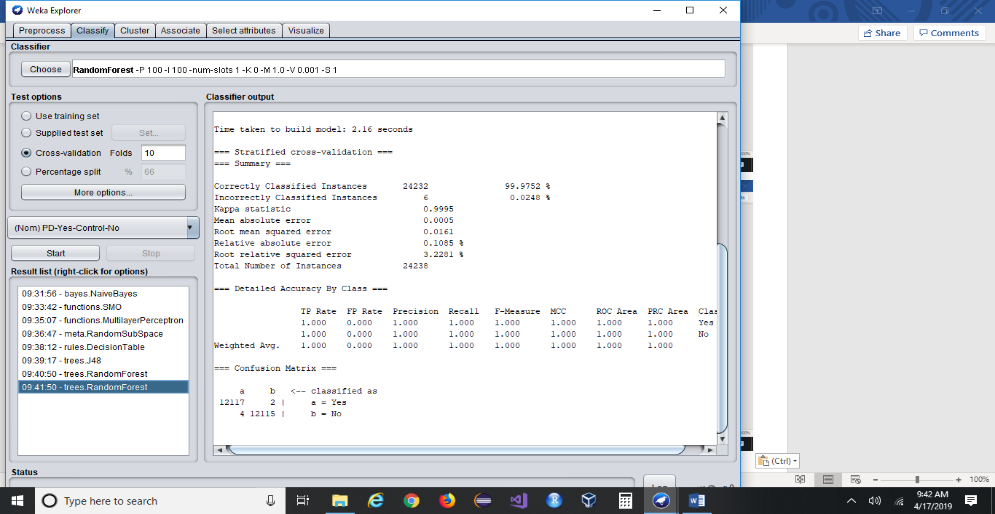 Weka Explorer
Preprocess Classify Cluster Associate Select attributes Visualize
Share Comments
Classifier
Choose RandomForest -P 100 -I 100 -num-slots 1 -K 0 -M 1.0 -V 0.001 -S 1
Test options
Use training set
Supplied test set Set...
Cross-validation Folds 10
Percentage split % 66
More options...
(Nom) PD-Yes-Control-No
Start Stop
Result list (right-click for options)
09:31:56 - bayes.NaiveBayes
09:33:42 - functions.SMO
09:35:07 - functions.MultilayerPerceptron
09:36:47 - meta.RandomSubSpace
09:38:12 - rules.DecisionTable
09:39:17 - trees.J48
09:40:50 - trees.RandomForest
09:41:50 - trees.RandomForest
Classifier output
Time taken to build model: 2.16 seconds
=== Stratified cross-validation ===
=== Summary ===
Correctly Classified Instances 24232 99.9752 %
Incorrectly Classified Instances 6 0.0248 %
Kappa statistic 0.9995
Mean absolute error 0.0005
Root mean squared error 0.0161
Relative absolute error 0.1085 %
Root relative squared error 3.2281 %
Total Number of Instances 24238
=== Detailed Accuracy By Class ===
TP Rate FP Rate Precision Recall F-Measure MCC ROC Area PRC Area Clas
1.000 0.000 1.000 1.000 1.000 1.000 1.000 1.000 Yes
1.000 0.000 1.000 1.000 1.000 1.000 1.000 1.000 No
Weighted Avg. 1.000 0.000 1.000 1.000 1.000 1.000 1.000 1.000
=== Confusion Matrix ===
a b <-- classified as
12117 2 | a = Yes
4 12115 | b = No
Status
(Ctrl)
100%
Type here to search
9:42 AM
4/17/2019